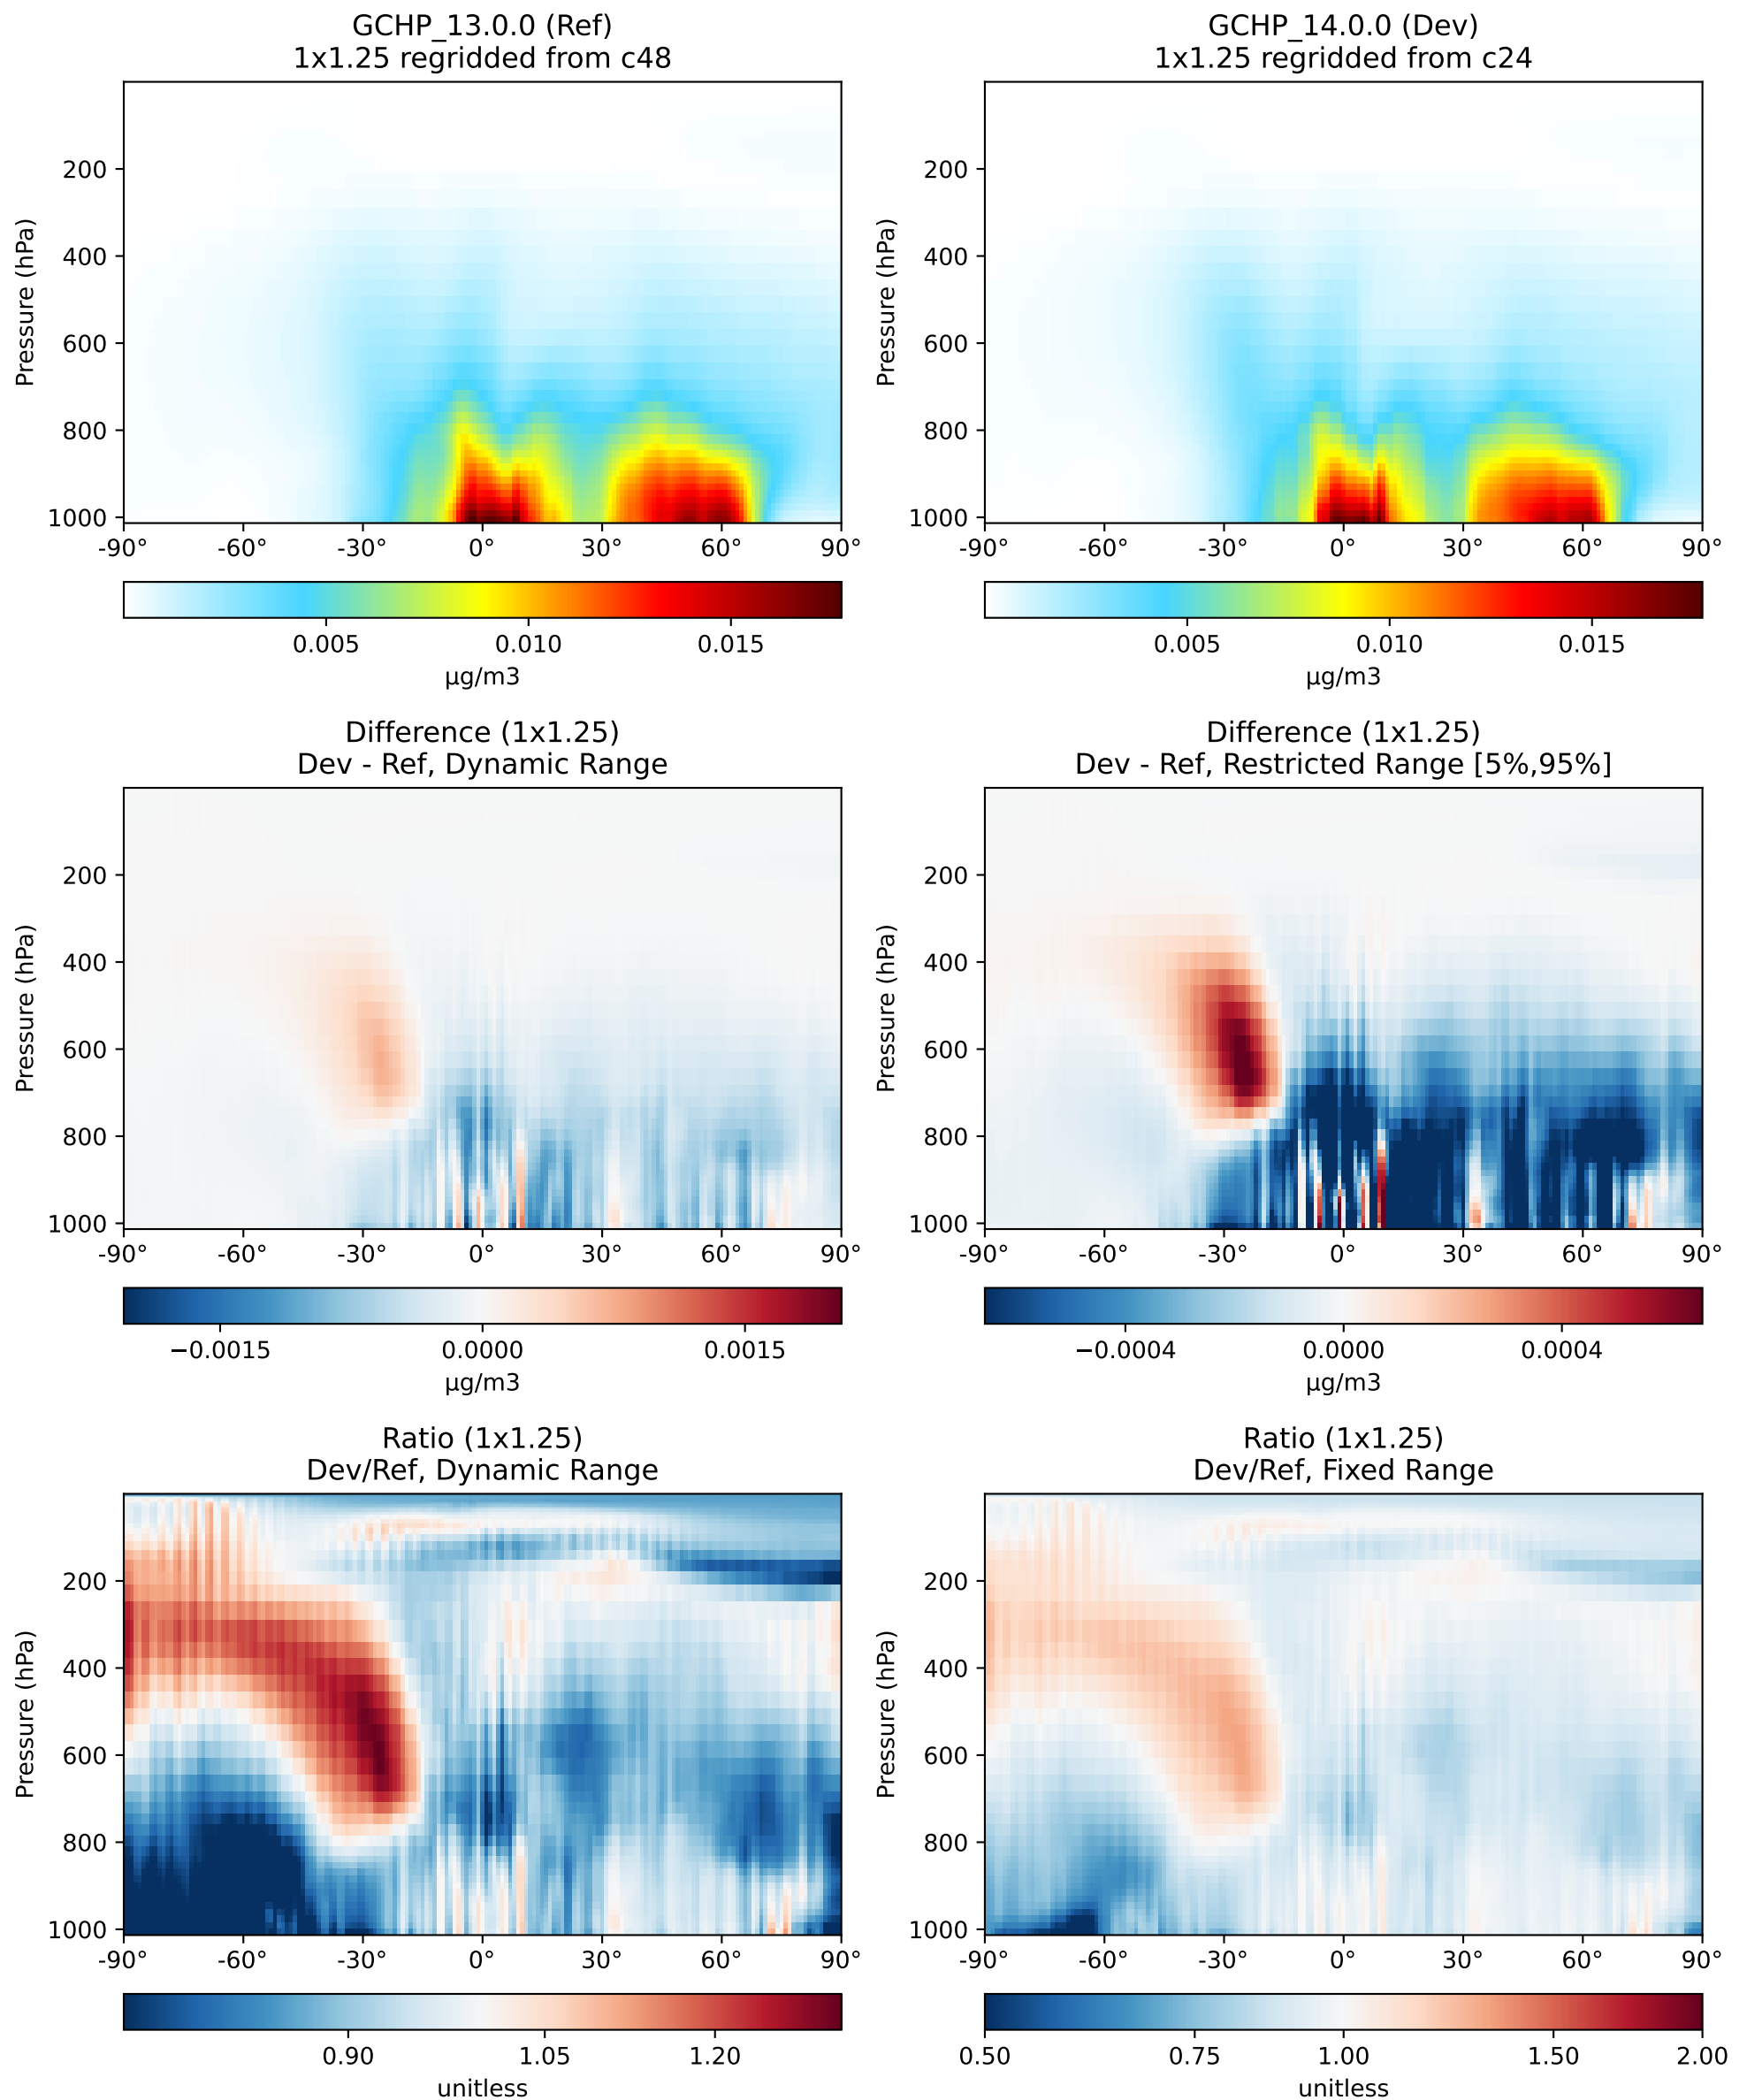 GCHP_13.0.0 (Ref)
1x1.25 regridded from c48
Pressure (hPa)
200
400
600
800
1000
-90° -60° -30° 0° 30° 60° 90°
0.005 0.010 0.015
µg/m3
GCHP_14.0.0 (Dev)
1x1.25 regridded from c24
Pressure (hPa)
200
400
600
800
1000
-90° -60° -30° 0° 30° 60° 90°
0.005 0.010 0.015
µg/m3
Difference (1x1.25)
Dev - Ref, Dynamic Range
Pressure (hPa)
200
400
600
800
1000
-90° -60° -30° 0° 30° 60° 90°
−0.0015 0.0000 0.0015
µg/m3
Difference (1x1.25)
Dev - Ref, Restricted Range [5%,95%]
Pressure (hPa)
200
400
600
800
1000
-90° -60° -30° 0° 30° 60° 90°
−0.0004 0.0000 0.0004
µg/m3
Ratio (1x1.25)
Dev/Ref, Dynamic Range
Pressure (hPa)
200
400
600
800
1000
-90° -60° -30° 0° 30° 60° 90°
0.90 1.05 1.20
unitless
Ratio (1x1.25)
Dev/Ref, Fixed Range
Pressure (hPa)
200
400
600
800
1000
-90° -60° -30° 0° 30° 60° 90°
0.50 0.75 1.00 1.50 2.00
unitless